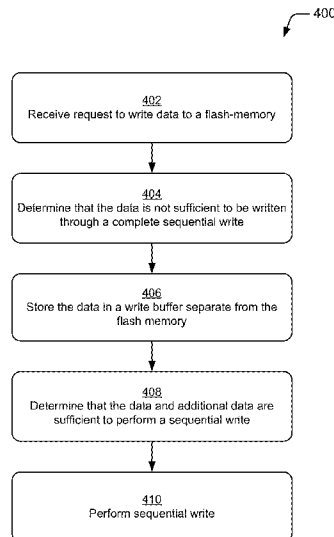 400
402
Receive request to write data to a flash-memory
404
Determine that the data is not sufficient to be written
through a complete sequential write
406
Store the data in a write buffer separate from the
flash memory
408
Determine that the data and additional data are
sufficient to perform a sequential write
410
Perform sequential write